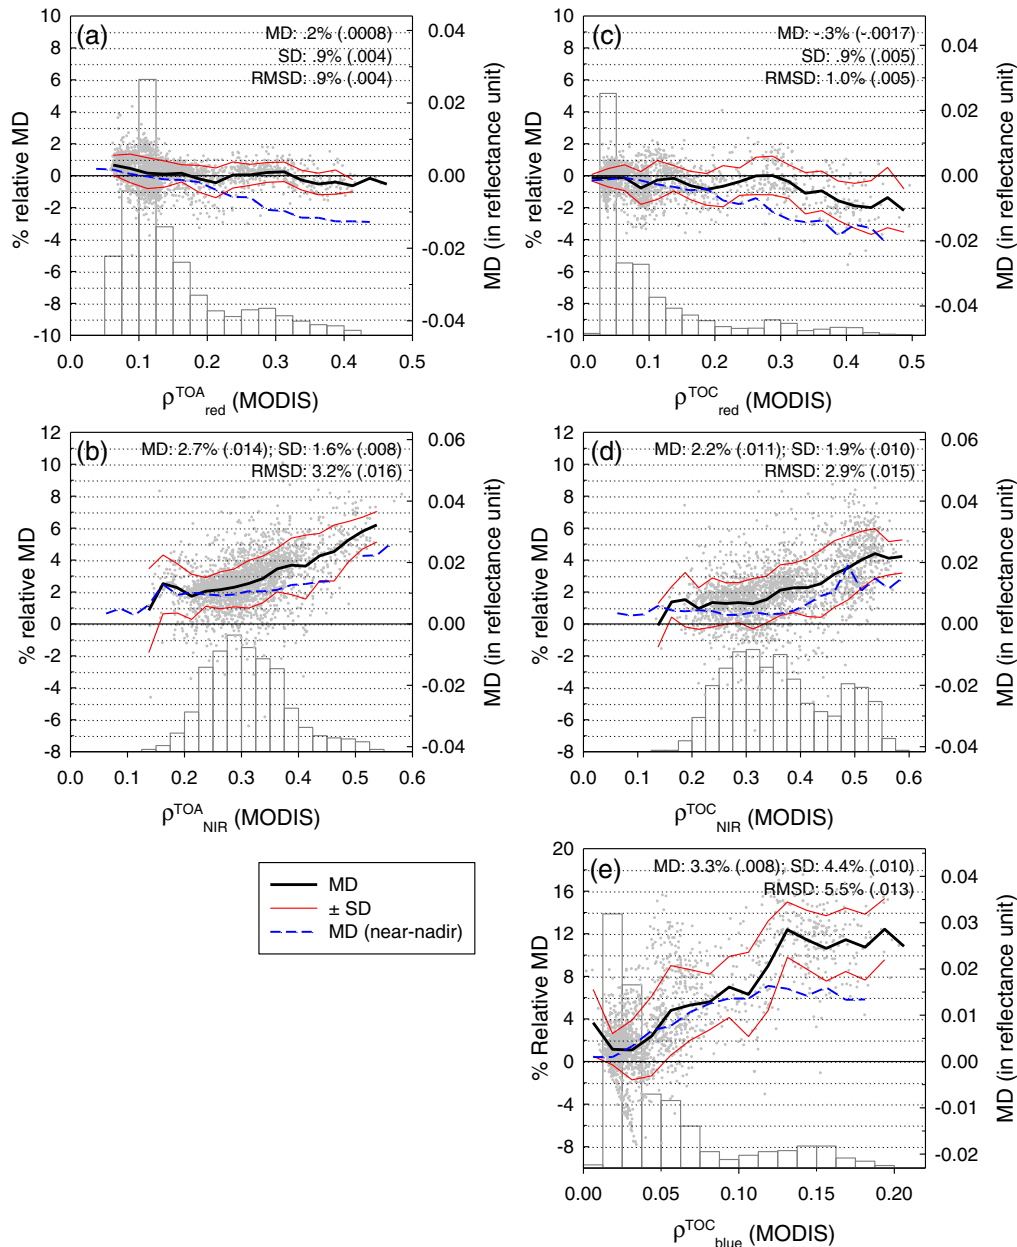 (a)
MD: .2% (.0008)
SD: .9% (.004)
RMSD: .9% (.004)
% relative MD
10
8
6
4
2
0
-2
-4
-6
-8
-10
0.04
0.02
0.00
-0.02
-0.04
MD (in reflectance unit)
0.0 0.1 0.2 0.3 0.4 0.5
ρTOAred (MODIS)
(c)
MD: -.3% (-.0017)
SD: .9% (.005)
RMSD: 1.0% (.005)
% relative MD
10
8
6
4
2
0
-2
-4
-6
-8
-10
0.04
0.02
0.00
-0.02
-0.04
MD (in reflectance unit)
0.0 0.1 0.2 0.3 0.4 0.5
ρTOCred (MODIS)
(b)
MD: 2.7% (.014); SD: 1.6% (.008)
RMSD: 3.2% (.016)
% relative MD
12
10
8
6
4
2
0
-2
-4
-6
-8
0.06
0.04
0.02
0.00
-0.02
-0.04
MD (in reflectance unit)
0.0 0.1 0.2 0.3 0.4 0.5 0.6
ρTOANIR (MODIS)
(d)
MD: 2.2% (.011); SD: 1.9% (.010)
RMSD: 2.9% (.015)
% relative MD
12
10
8
6
4
2
0
-2
-4
-6
-8
0.06
0.04
0.02
0.00
-0.02
-0.04
MD (in reflectance unit)
0.0 0.1 0.2 0.3 0.4 0.5 0.6
ρTOCNIR (MODIS)
MD
± SD
MD (near-nadir)
(e)
MD: 3.3% (.008); SD: 4.4% (.010)
RMSD: 5.5% (.013)
% Relative MD
20
16
12
8
4
0
-4
-8
0.04
0.03
0.02
0.01
0.00
-0.01
-0.02
MD (in reflectance unit)
0.00 0.05 0.10 0.15 0.20
ρTOCblue (MODIS)